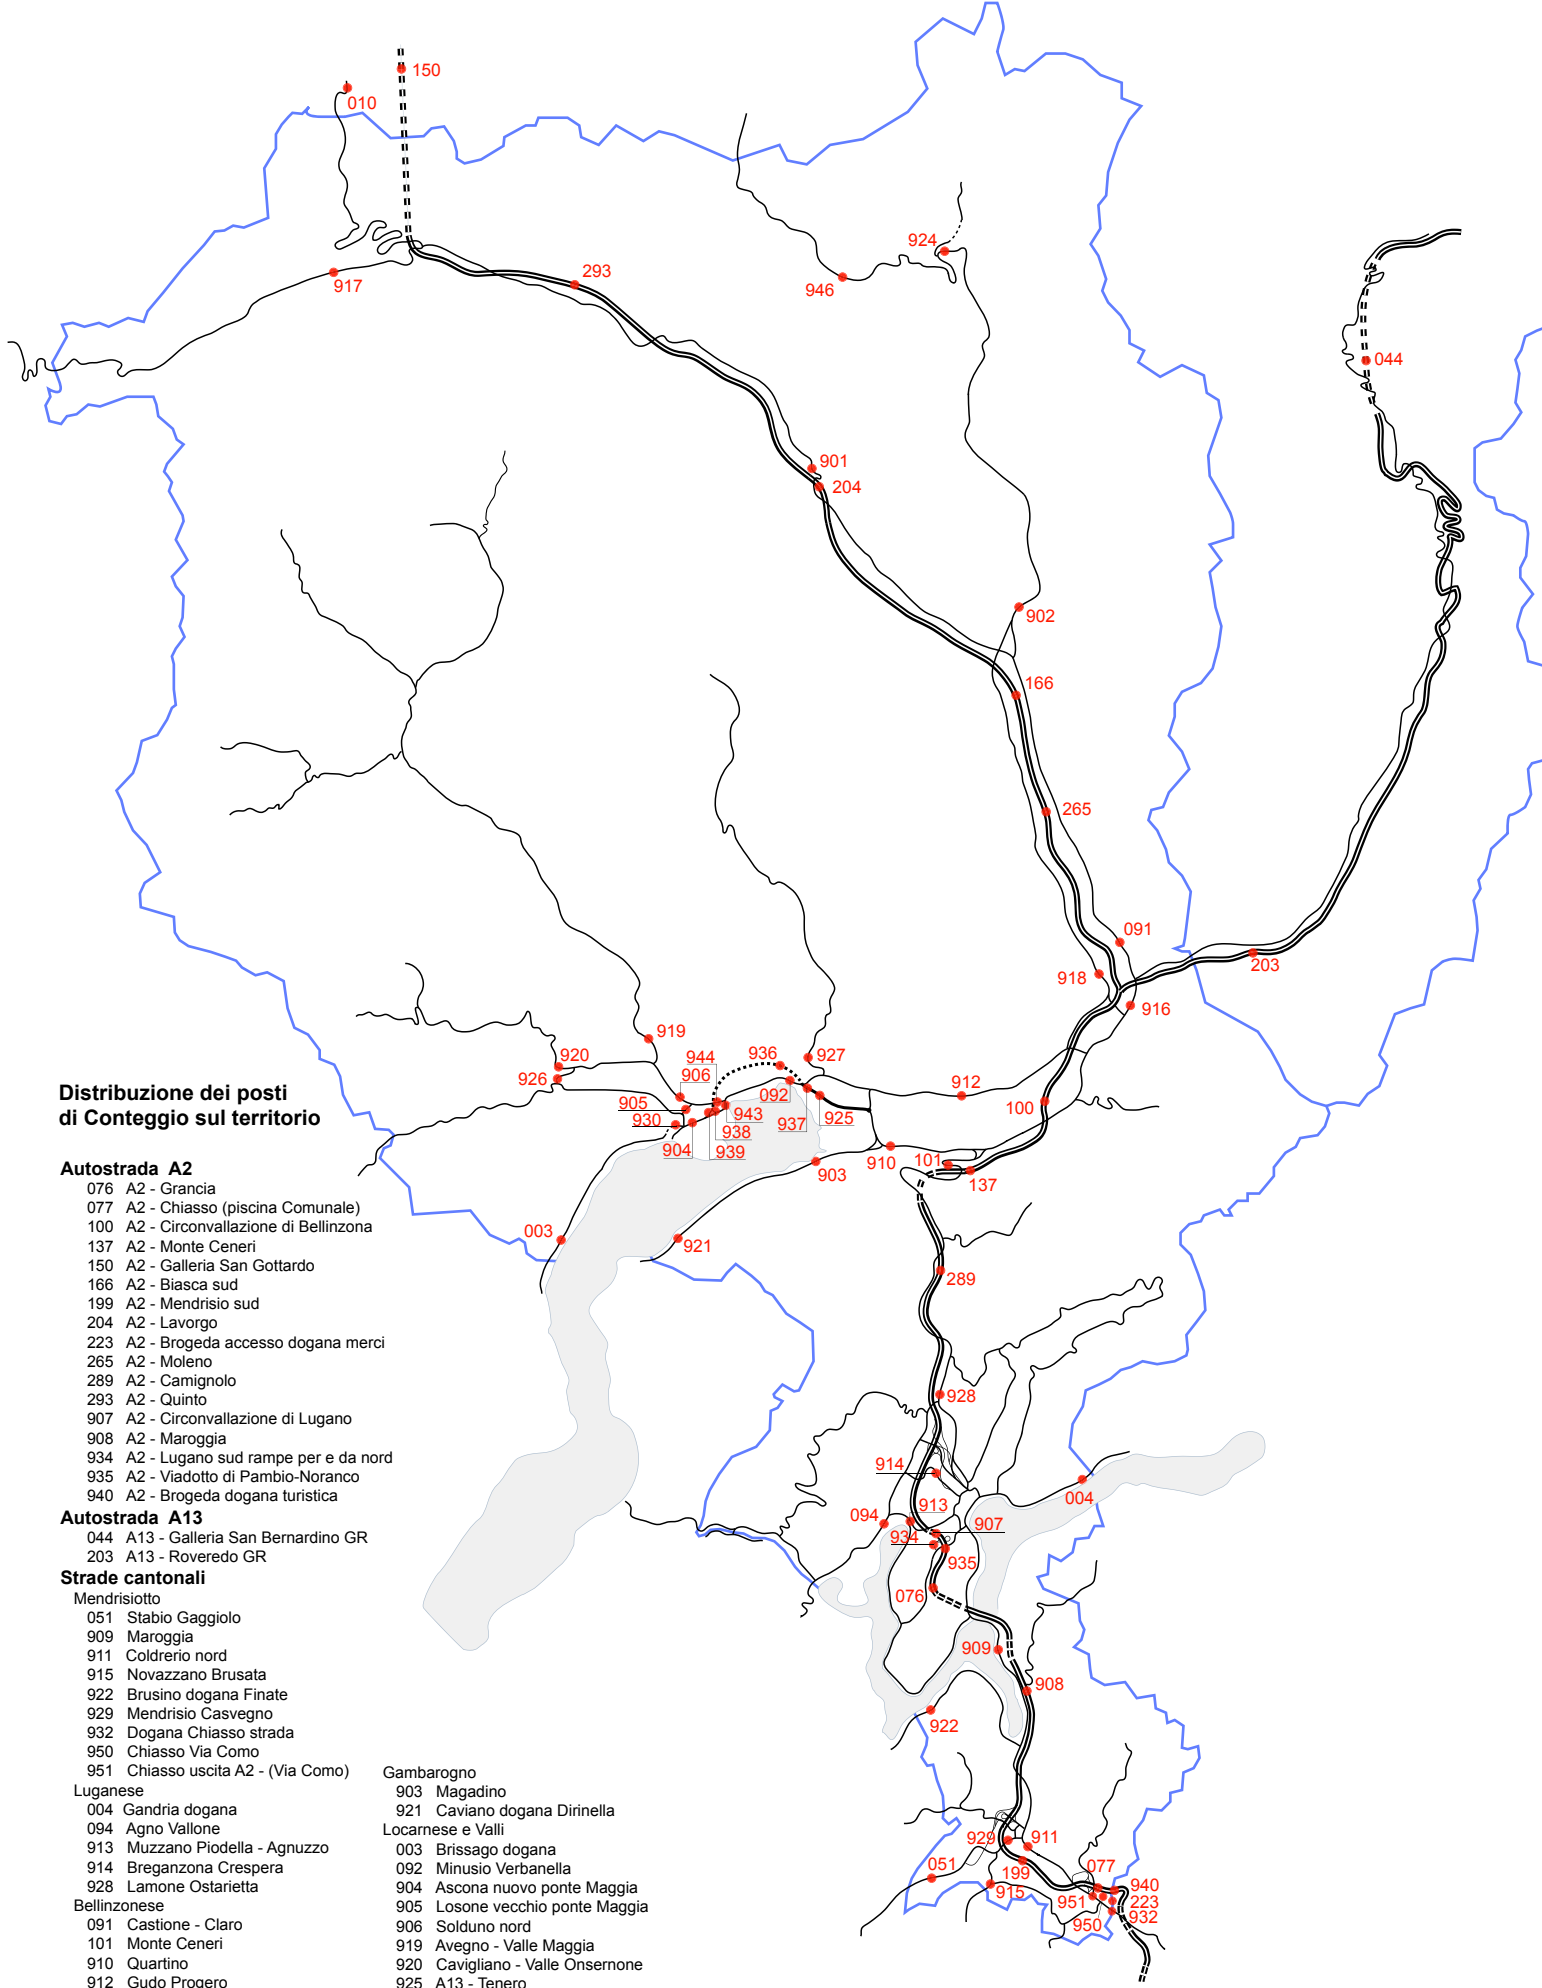 150
010
924
293
917
946
044
901
204
902
166
265
091
918
203
916
919
944
936
927
920
906
926
912
092
905
943
925
100
930
938
937
904
939
910
101
903
137
003
921
289
928
914
004
913
094
907
934
935
076
909
908
922
929
911
051
199
077
915
940
951
223
950
932
Distribuzione dei posti
di Conteggio sul territorio
Autostrada A2
076 A2 - Grancia
077 A2 - Chiasso (piscina Comunale)
100 A2 - Circonvallazione di Bellinzona
137 A2 - Monte Ceneri
150 A2 - Galleria San Gottardo
166 A2 - Biasca sud
199 A2 - Mendrisio sud
204 A2 - Lavorgo
223 A2 - Brogeda accesso dogana merci
265 A2 - Moleno
289 A2 - Camignolo
293 A2 - Quinto
907 A2 - Circonvallazione di Lugano
908 A2 - Maroggia
934 A2 - Lugano sud rampe per e da nord
935 A2 - Viadotto di Pambio-Noranco
940 A2 - Brogeda dogana turistica
Autostrada A13
044 A13 - Galleria San Bernardino GR
203 A13 - Roveredo GR
Strade cantonali
Mendrisiotto
051 Stabio Gaggiolo
909 Maroggia
911 Coldrerio nord
915 Novazzano Brusata
922 Brusino dogana Finate
929 Mendrisio Casvegno
932 Dogana Chiasso strada
950 Chiasso Via Como
951 Chiasso uscita A2 - (Via Como)
Luganese
004 Gandria dogana
094 Agno Vallone
913 Muzzano Piodella - Agnuzzo
914 Breganzona Crespera
928 Lamone Ostarietta
Bellinzonese
091 Castione - Claro
101 Monte Ceneri
910 Quartino
912 Gudo Progero
Gambarogno
903 Magadino
921 Caviano dogana Dirinella
Locarnese e Valli
003 Brissago dogana
092 Minusio Verbanella
904 Ascona nuovo ponte Maggia
905 Losone vecchio ponte Maggia
906 Solduno nord
919 Avegno - Valle Maggia
920 Cavigliano - Valle Onsernone
925 A13 - Tenero